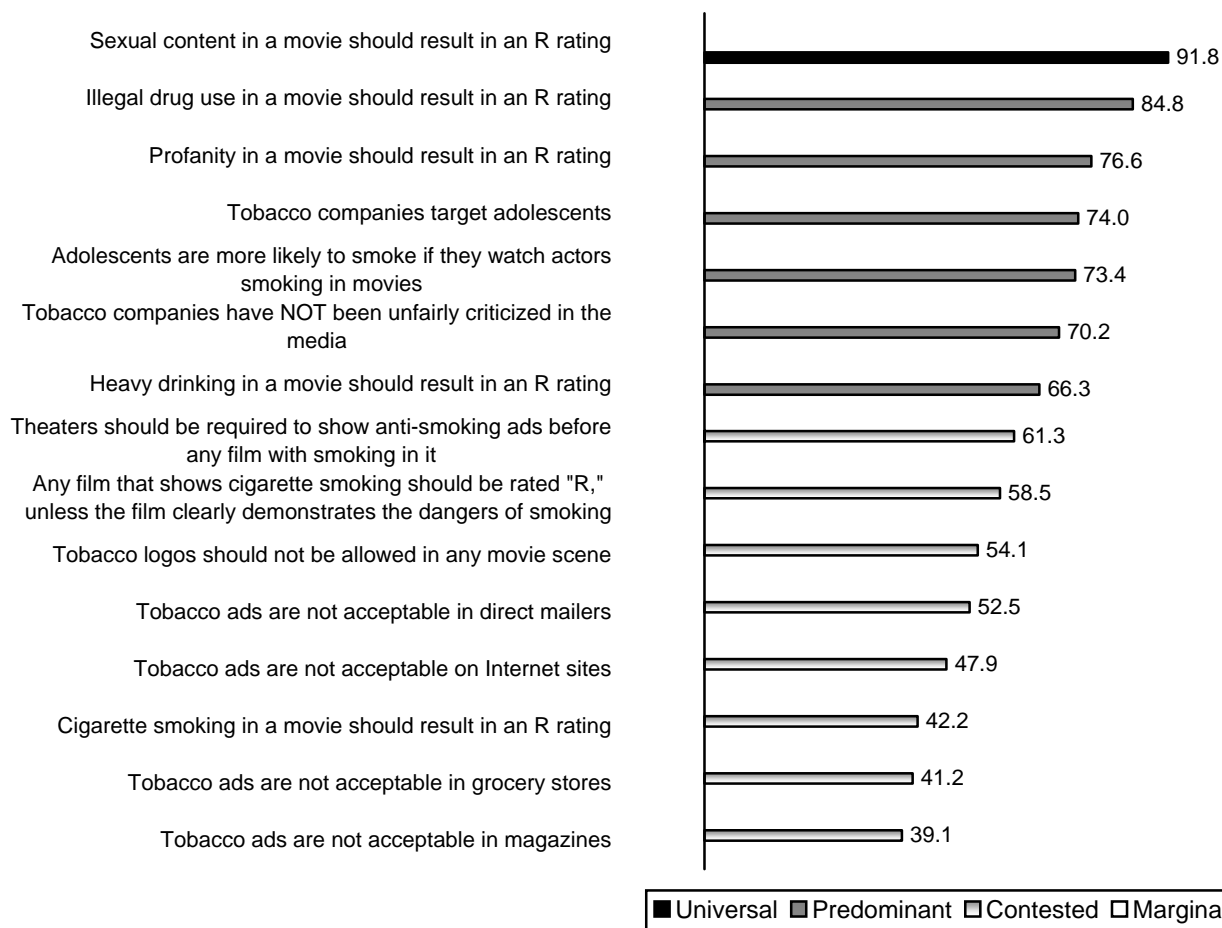 Sexual content in a movie should result in an R rating
91.8
Illegal drug use in a movie should result in an R rating
84.8
Profanity in a movie should result in an R rating
76.6
Tobacco companies target adolescents
74.0
Adolescents are more likely to smoke if they watch actors
smoking in movies
73.4
Tobacco companies have NOT been unfairly criticized in the
media
70.2
Heavy drinking in a movie should result in an R rating
66.3
Theaters should be required to show anti-smoking ads before
any film with smoking in it
61.3
Any film that shows cigarette smoking should be rated "R,"
unless the film clearly demonstrates the dangers of smoking
58.5
Tobacco logos should not be allowed in any movie scene
54.1
Tobacco ads are not acceptable in direct mailers
52.5
Tobacco ads are not acceptable on Internet sites
47.9
Cigarette smoking in a movie should result in an R rating
42.2
Tobacco ads are not acceptable in grocery stores
41.2
Tobacco ads are not acceptable in magazines
39.1
Universal Predominant Contested Margina